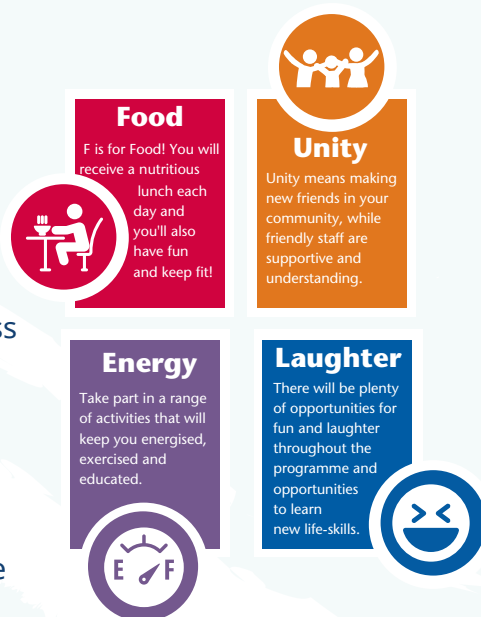 Food
F is for Food! You will
receive a nutritious
lunch each
day and
you'll also
have fun
and keep fit!
Unity
Unity means making
new friends in your
community, while
friendly staff are
supportive and
understanding.
ss
Energy
Take part in a range
of activities that will
keep you energised,
exercised and
educated.
E F
Laughter
There will be plenty
of opportunities for
fun and laughter
throughout the
programme and
opportunities
to learn
new life-skills.
e